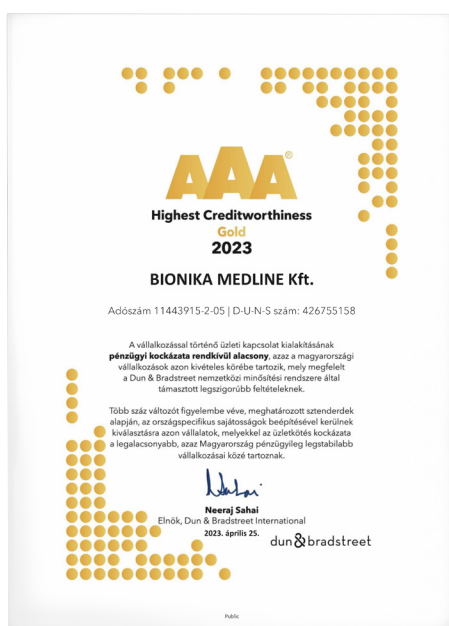 AAA®
Highest Creditworthiness
Gold
2023
BIONIKA MEDLINE Kft.
Adószám 11443915-2-05 | D-U-N-S szám: 426755158
A vállalkozással történő üzleti kapcsolat kialakításának
pénzügyi kockázata rendkívül alacsony, azaz a magyarországi
vállalkozások azon kivételes körébe tartozik, mely megfelelt
a Dun & Bradstreet nemzetközi minősítési rendszere által
támasztott legszigorúbb feltételeknek.
Több száz változót figyelembe véve, meghatározott sztenderdek
alapján, az országspecifikus sajátosságok beépítésével kerülnek
kiválasztásra azon vállalatok, melyekkel az üzletkötés kockázata
a legalacsonyabb, azaz Magyarország pénzügyileg legstabilabb
vállalkozásai közé tartoznak.
Neeraj Sahai
Elnök, Dun & Bradstreet International
2023. április 25.
dun & bradstreet
Public